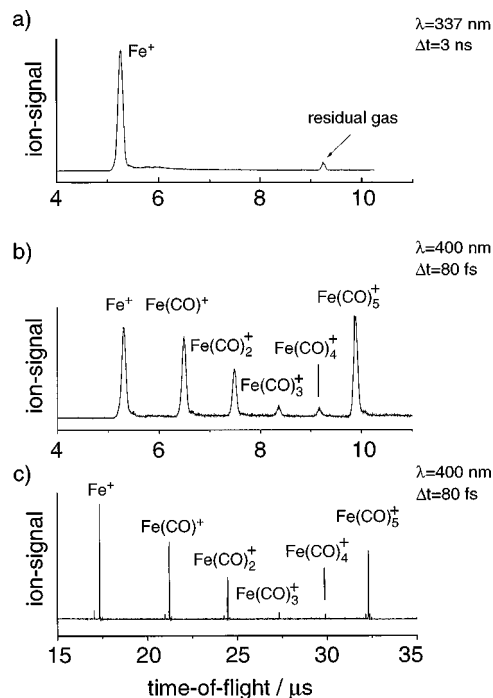 a)
λ=337 nm
Δt=3 ns
Fe⁺
residual gas
ion-signal
4 6 8 10
b)
λ=400 nm
Δt=80 fs
Fe(CO)₅⁺
Fe⁺ Fe(CO)⁺
Fe(CO)₂⁺ Fe(CO)₄⁺
Fe(CO)₃⁺
ion-signal
4 6 8 10
c)
λ=400 nm
Δt=80 fs
Fe⁺
Fe(CO)⁺ Fe(CO)₅⁺
Fe(CO)₂⁺ Fe(CO)₄⁺
Fe(CO)₃⁺
ion-signal
15 20 25 30 35
time-of-flight / μs